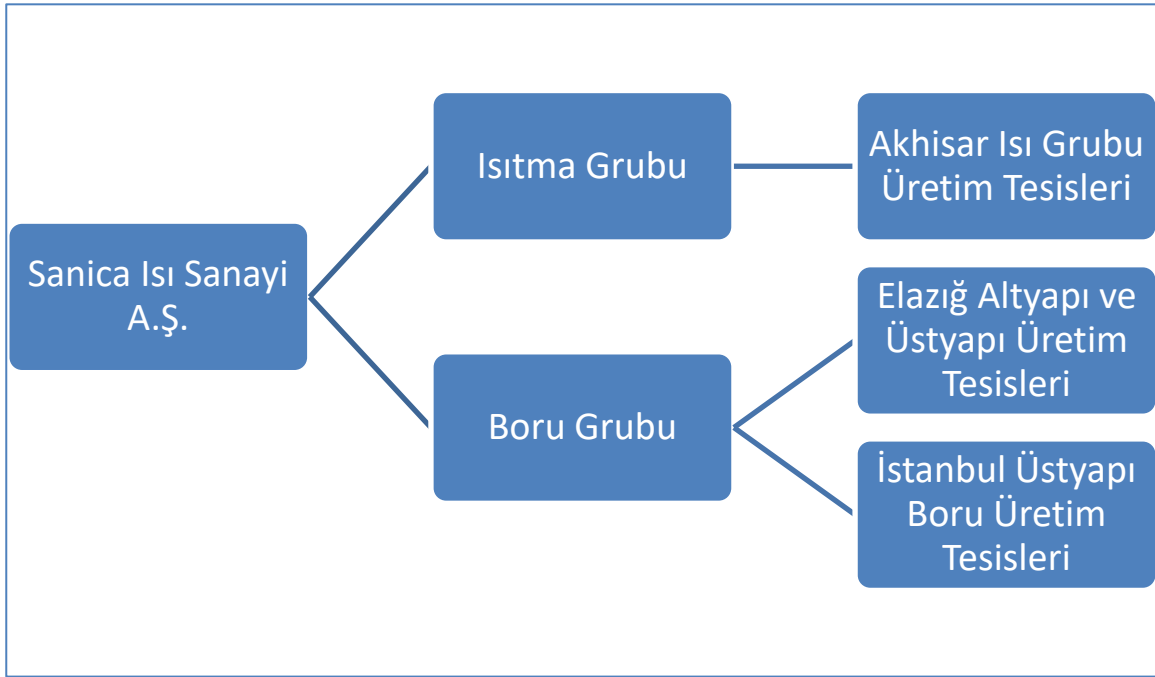 Sanica Isı Sanayi
A.Ş.
Isıtma Grubu
Akhisar Isı Grubu
Üretim Tesisleri
Boru Grubu
Elazığ Altyapı ve
Üstyapı Üretim
Tesisleri
İstanbul Üstyapı
Boru Üretim
Tesisleri